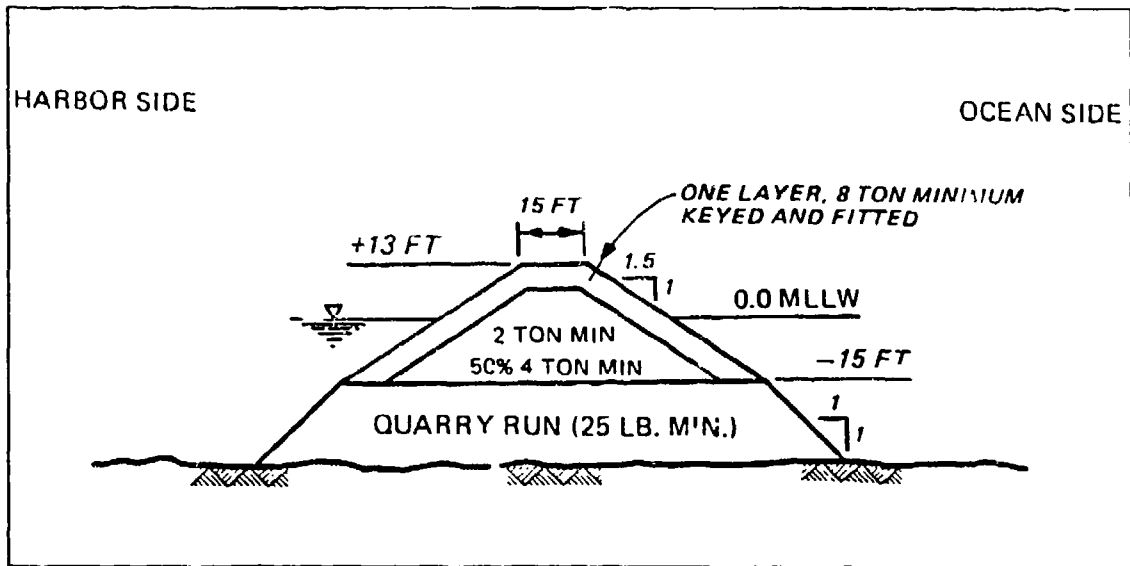 HARBOR SIDE
OCEAN SIDE
ONE LAYER, 8 TON MINIMUM
KEYED AND FITTED
15 FT
+13 FT
1.5
1
0.0 MLLW
2 TON MIN
50% 4 TON MIN
–15 FT
QUARRY RUN (25 LB. MIN.)
1
1